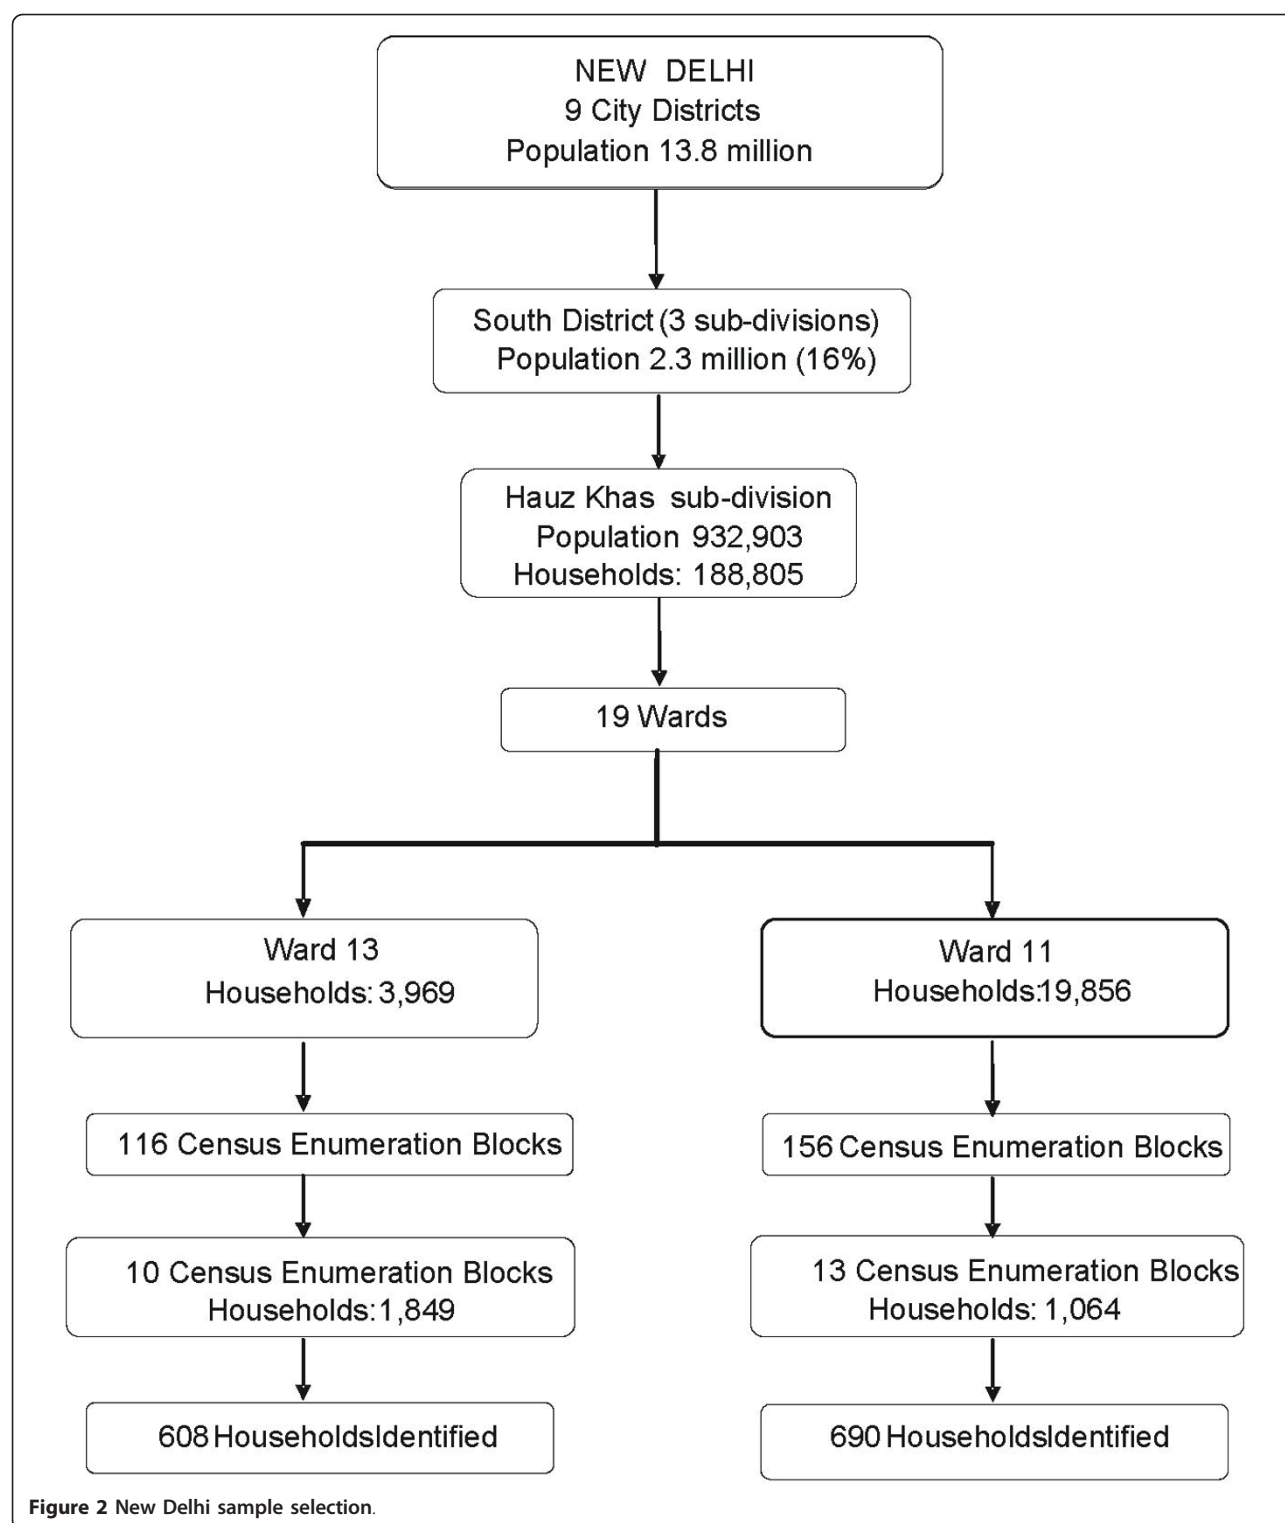 NEW DELHI
9 City Districts
Population 13.8 million
South District (3 sub-divisions)
Population 2.3 million (16%)
Hauz Khas sub-division
Population 932,903
Households: 188,805
19 Wards
Ward 13
Households: 3,969
Ward 11
Households:19,856
116 Census Enumeration Blocks
156 Census Enumeration Blocks
10 Census Enumeration Blocks
Households:1,849
13 Census Enumeration Blocks
Households: 1,064
608 HouseholdsIdentified
690 HouseholdsIdentified
Figure 2 New Delhi sample selection.